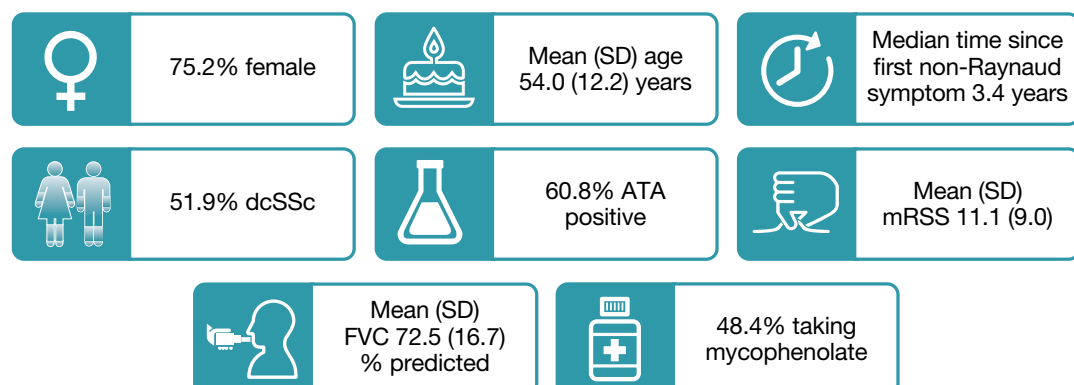 75.2% female
Mean (SD) age
54.0 (12.2) years
Median time since
first non-Raynaud
symptom 3.4 years
51.9% dcSSc
60.8% ATA
positive
Mean (SD)
mRSS 11.1 (9.0)
Mean (SD)
FVC 72.5 (16.7)
% predicted
48.4% taking
mycophenolate